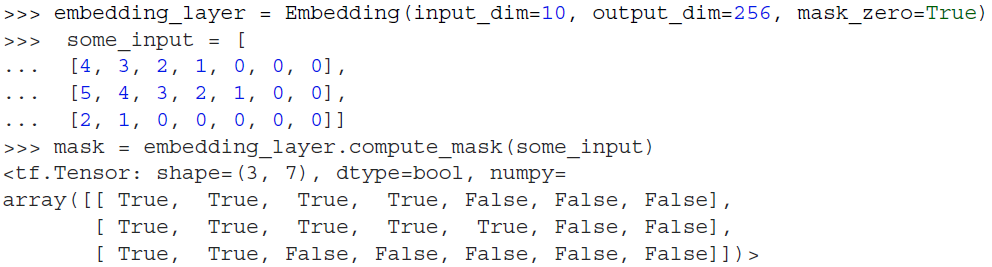 >>> embedding_layer = Embedding(input_dim=10, output_dim=256, mask_zero=True)
>>>  some_input = [
...  [4, 3, 2, 1, 0, 0, 0],
...  [5, 4, 3, 2, 1, 0, 0],
...  [2, 1, 0, 0, 0, 0, 0]]
>>> mask = embedding_layer.compute_mask(some_input)
<tf.Tensor: shape=(3, 7), dtype=bool, numpy=
array([[ True,  True,  True,  True, False, False, False],
       [ True,  True,  True,  True,  True, False, False],
       [ True,  True, False, False, False, False, False]])>